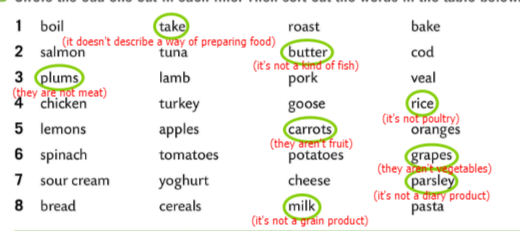 1 boil take roast bake
(it doesn't describe a way of preparing food)
2 salmon tuna butter cod
(it's not a kind of fish)
3 plums lamb pork veal
(they are not meat)
4 chicken turkey goose rice
(it's not poultry)
5 lemons apples carrots oranges
(they aren't fruit)
6 spinach tomatoes potatoes grapes
(they aren't vegetables)
7 sour cream yoghurt cheese parsley
(it's not a diary product)
8 bread cereals milk pasta
(it's not a grain product)